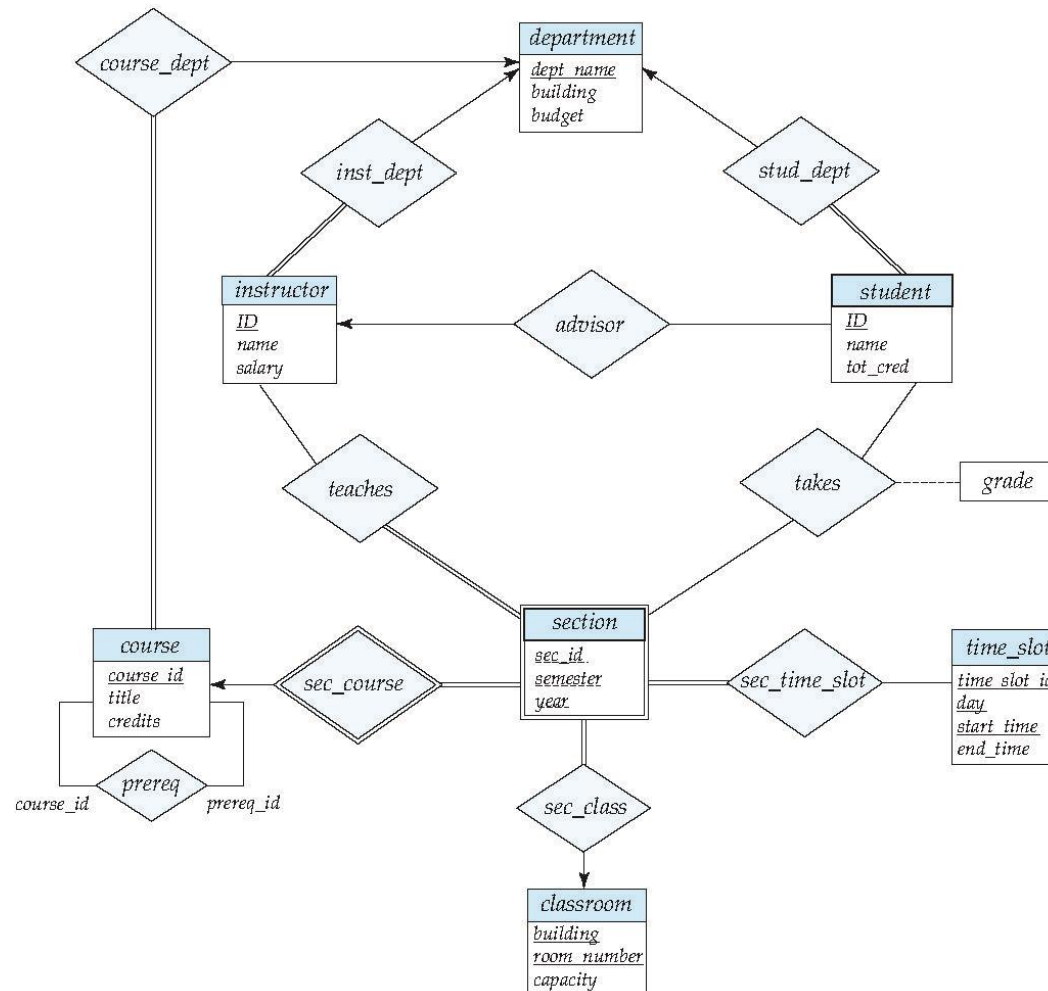 department
course_dept
dept_name
building
budget
inst_dept
stud_dept
instructor
ID
name
salary
advisor
student
ID
name
tot_cred
teaches
takes
grade
course
course_id
title
credits
sec_course
section
sec_id
semester
year
sec_time_slot
time_slot
time_slot_id
day
start_time
end_time
prereq
course_id
prereq_id
sec_class
classroom
building
room_number
capacity